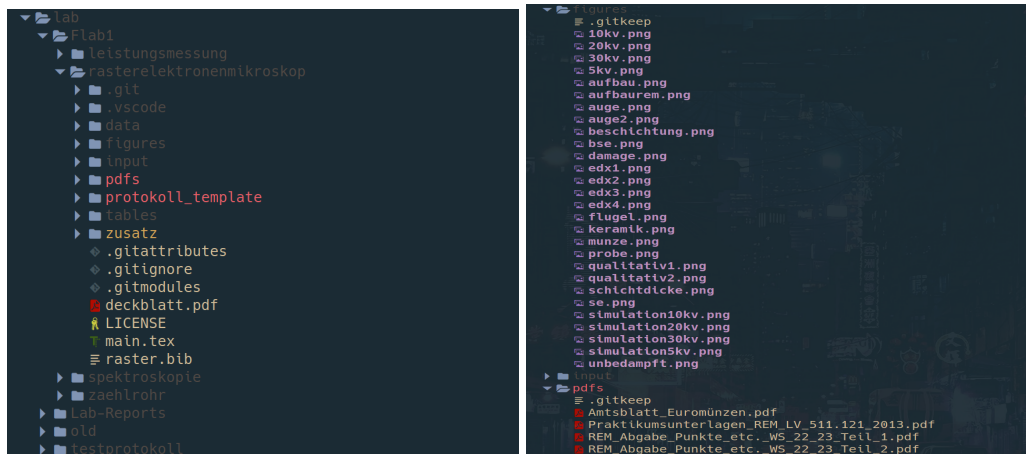 lab
Flab1
leistungsmessung
rasterelektronenmikroskop
.git
.vscode
data
figures
input
pdfs
protokoll_template
tables
zusatz
.gitattributes
.gitignore
.gitmodules
deckblatt.pdf
LICENSE
main.tex
raster.bib
spektroskopie
zaehlrohr
Lab-Reports
old
testprotokoll
figures
.gitkeep
10kv.png
20kv.png
30kv.png
5kv.png
aufbau.png
aufbaurem.png
auge.png
auge2.png
beschichtung.png
bse.png
damage.png
edx1.png
edx2.png
edx3.png
edx4.png
flugel.png
keramik.png
munze.png
probe.png
qualitativ1.png
qualitativ2.png
schichtdicke.png
se.png
simulation10kv.png
simulation20kv.png
simulation30kv.png
simulation5kv.png
unbedampft.png
input
pdfs
.gitkeep
Amtsblatt_Euromünzen.pdf
Praktikumsunterlagen_REM_LV_511.121_2013.pdf
REM_Abgabe_Punkte_etc._WS_22_23_Teil_1.pdf
REM_Abgabe_Punkte_etc._WS_22_23_Teil_2.pdf